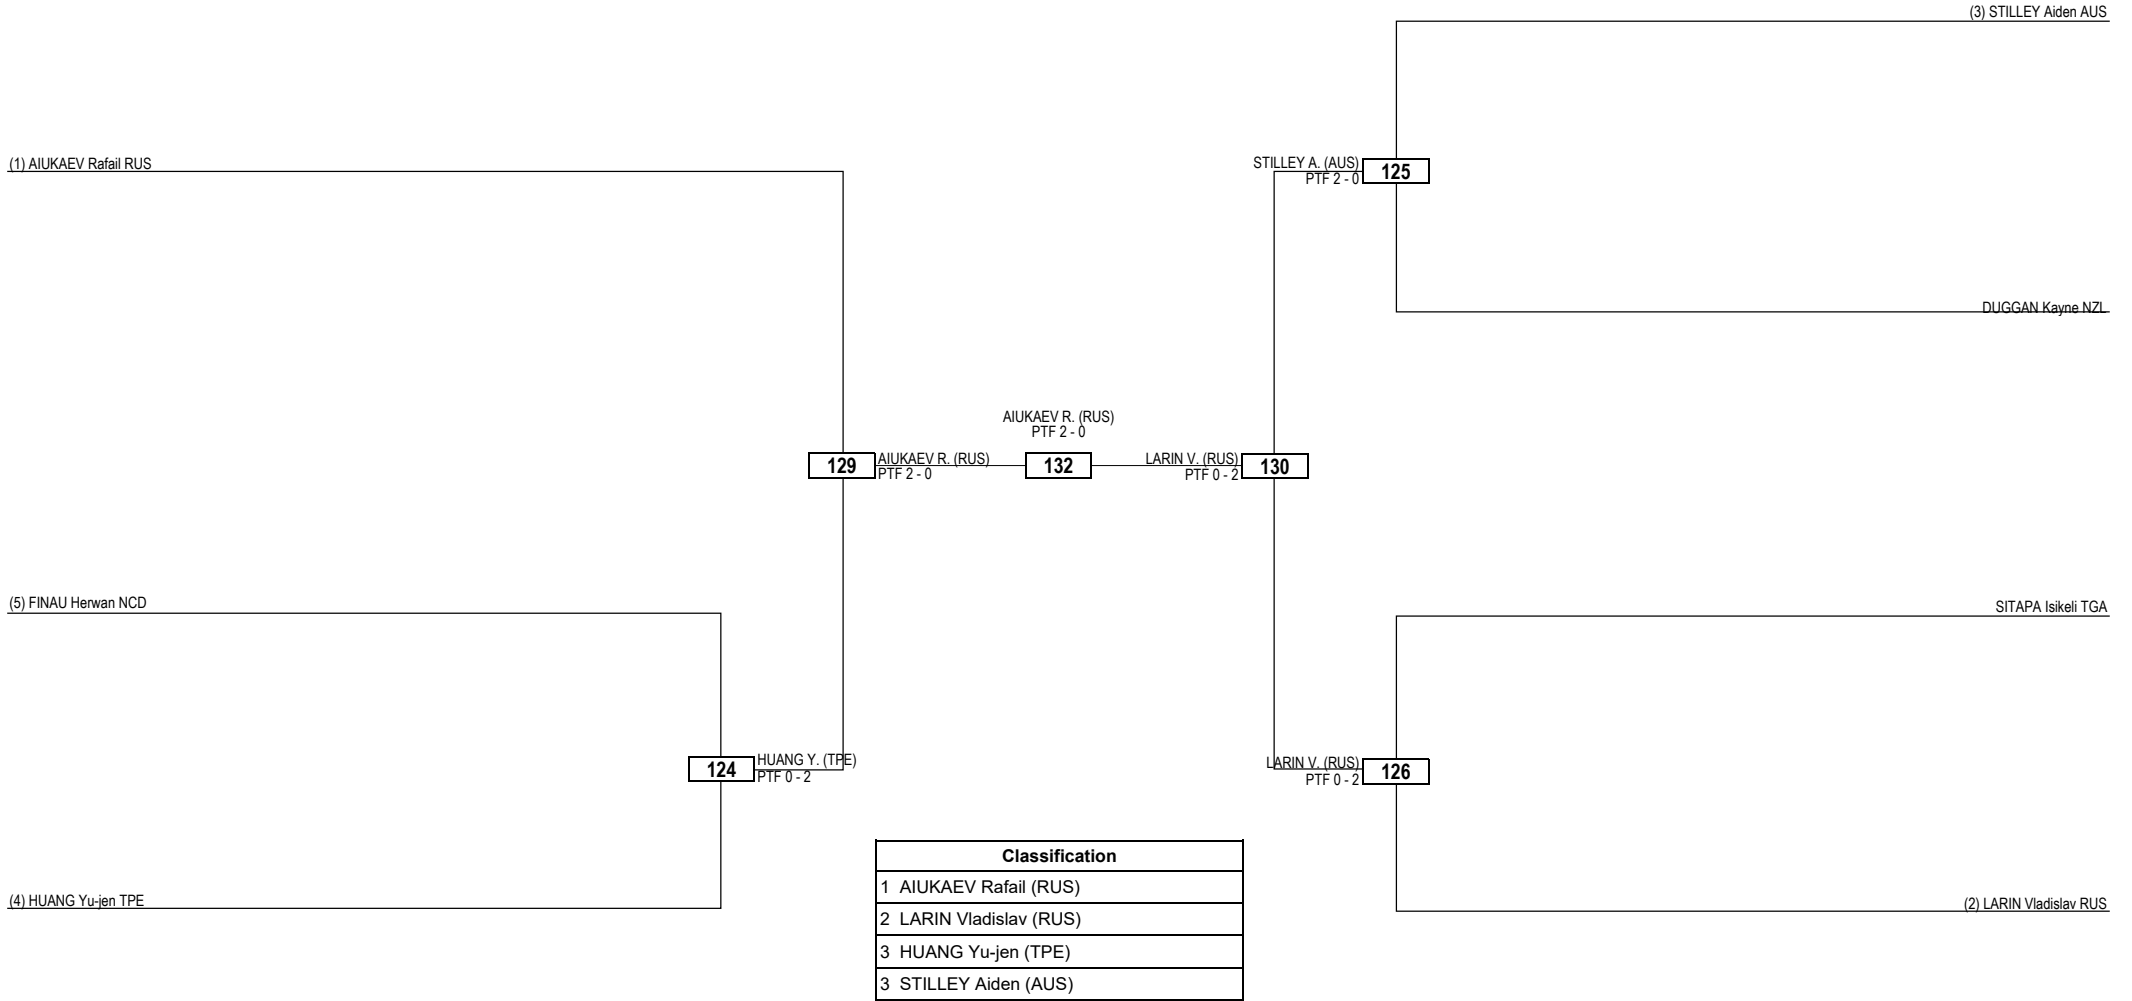 (3) STILLEY Aiden AUS
(1) AIUKAEV Rafail RUS
STILLEY A. (AUS)
PTF 2 - 0
125
DUGGAN Kayne NZL
AIUKAEV R. (RUS)
PTF 2 - 0
129
AIUKAEV R. (RUS)
PTF 2 - 0
132
LARIN V. (RUS)
PTF 0 - 2
130
(5) FINAU Herwan NCD
SITAPA Isikeli TGA
124
HUANG Y. (TPE)
PTF 0 - 2
LARIN V. (RUS)
PTF 0 - 2
126
(4) HUANG Yu-jen TPE
(2) LARIN Vladislav RUS
Classification
1 AIUKAEV Rafail (RUS)
2 LARIN Vladislav (RUS)
3 HUANG Yu-jen (TPE)
3 STILLEY Aiden (AUS)